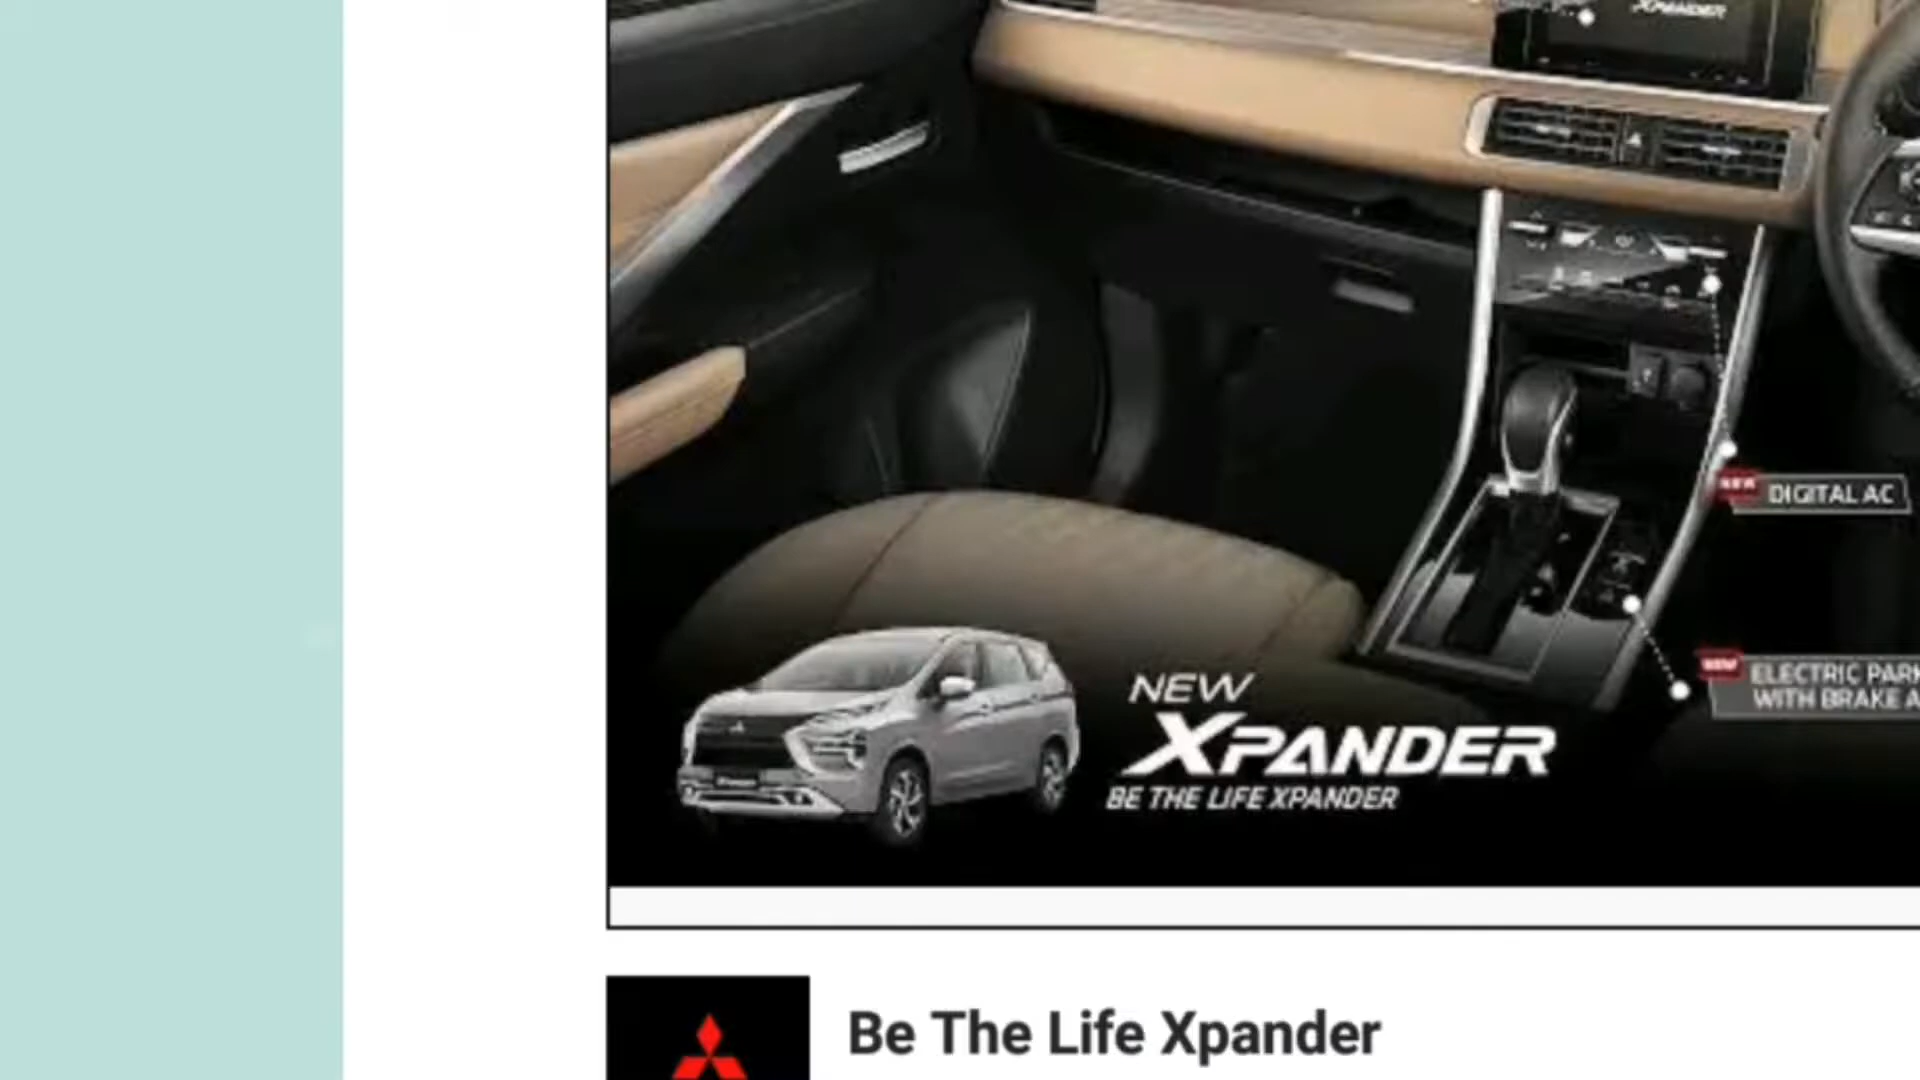 XPANDER
NEW
DIGITAL AC
NEW
ELECTRIC PARK
WITH BRAKE A
NEW
XPANDER
BE THE LIFE XPANDER
Be The Life Xpander